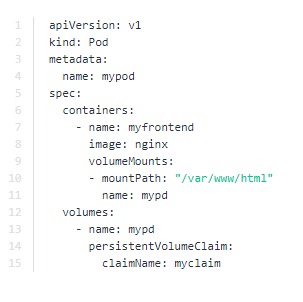 1 apiVersion: v1
2 kind: Pod
3 metadata:
4   name: mypod
5 spec:
6   containers:
7     - name: myfrontend
8       image: nginx
9       volumeMounts:
10       - mountPath: "/var/www/html"
11         name: mypd
12   volumes:
13     - name: mypd
14       persistentVolumeClaim:
15         claimName: myclaim